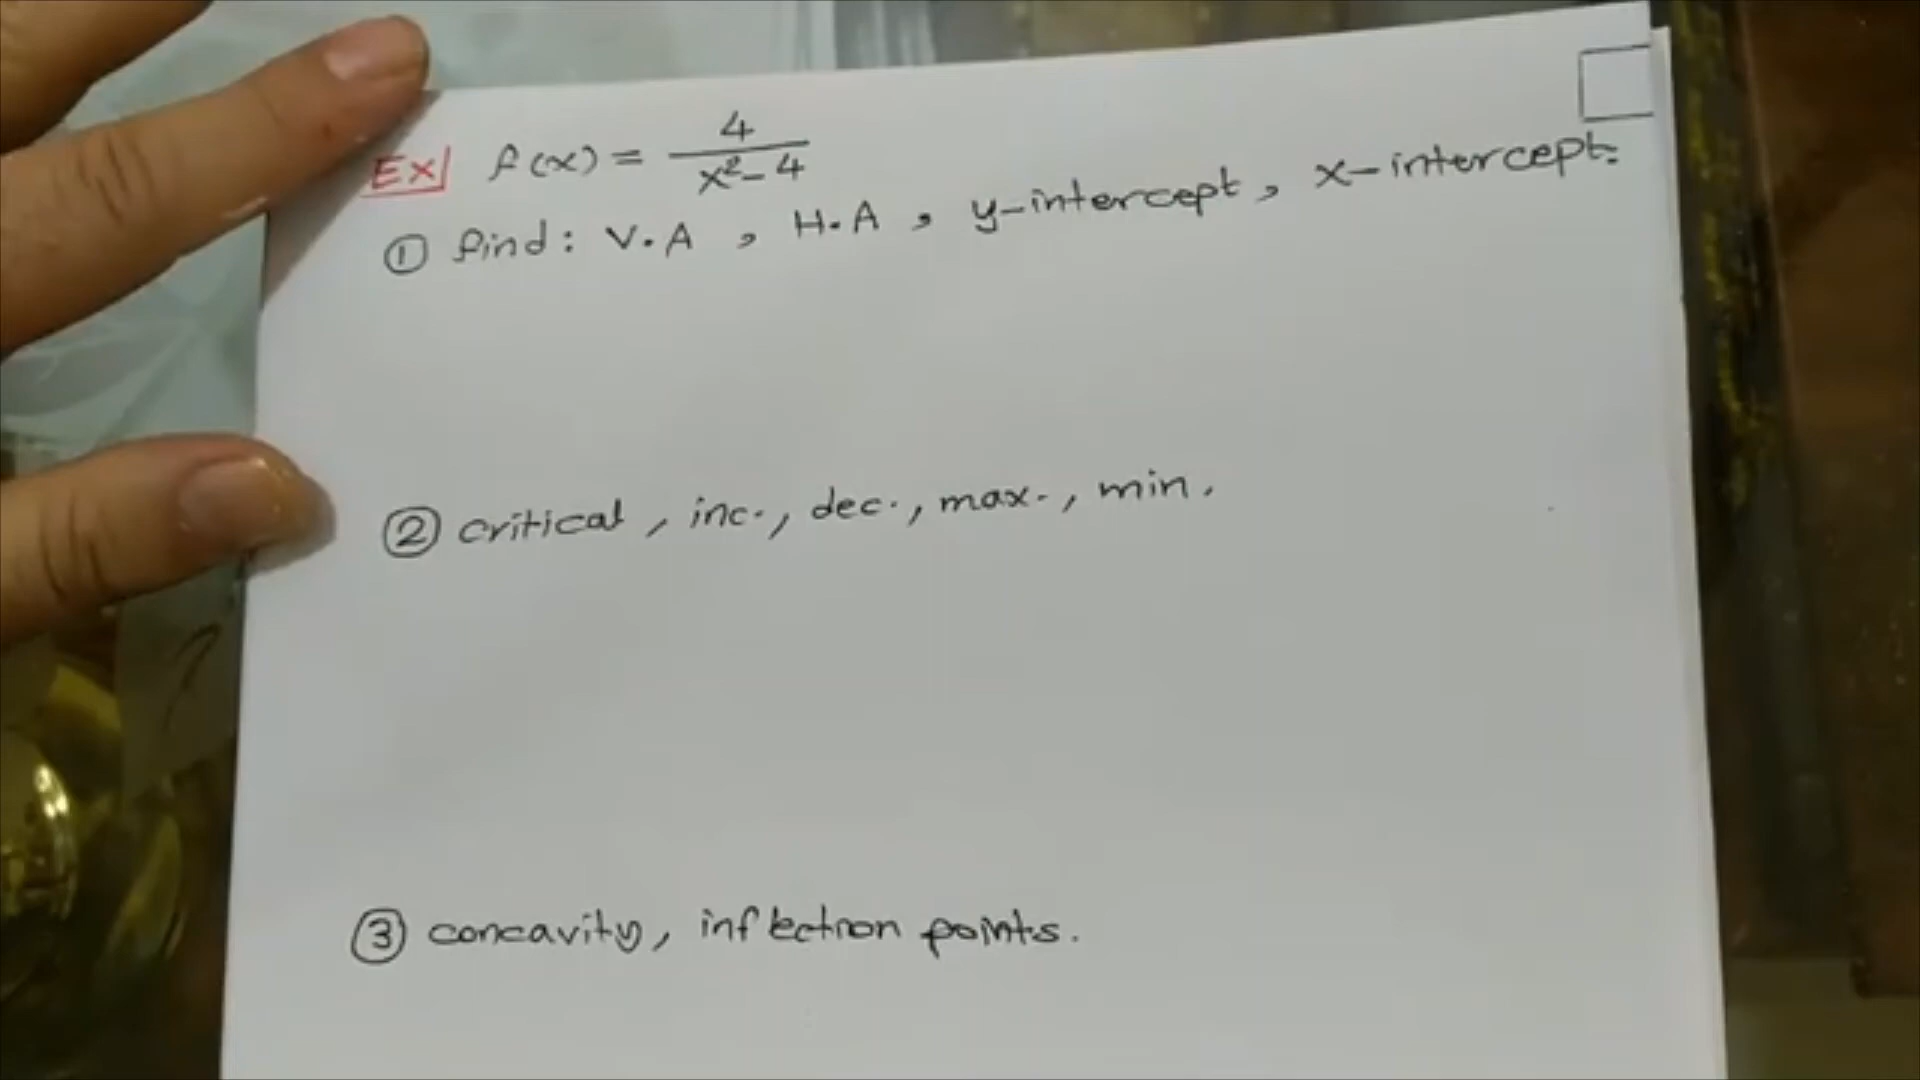 Ex f(x) = 4/(x²-4)
① find: V.A , H.A , y-intercept , x-intercept.
② critical, inc., dec., max., min.
③ concavity, inflection points.